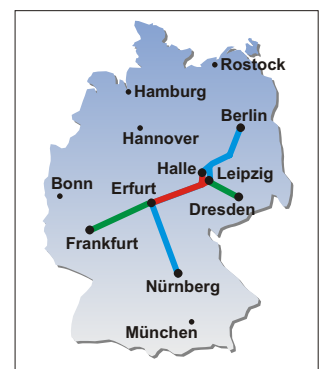 Rostock
Hamburg
Berlin
Hannover
Halle
Leipzig
Bonn
Erfurt
Dresden
Frankfurt
Nürnberg
München